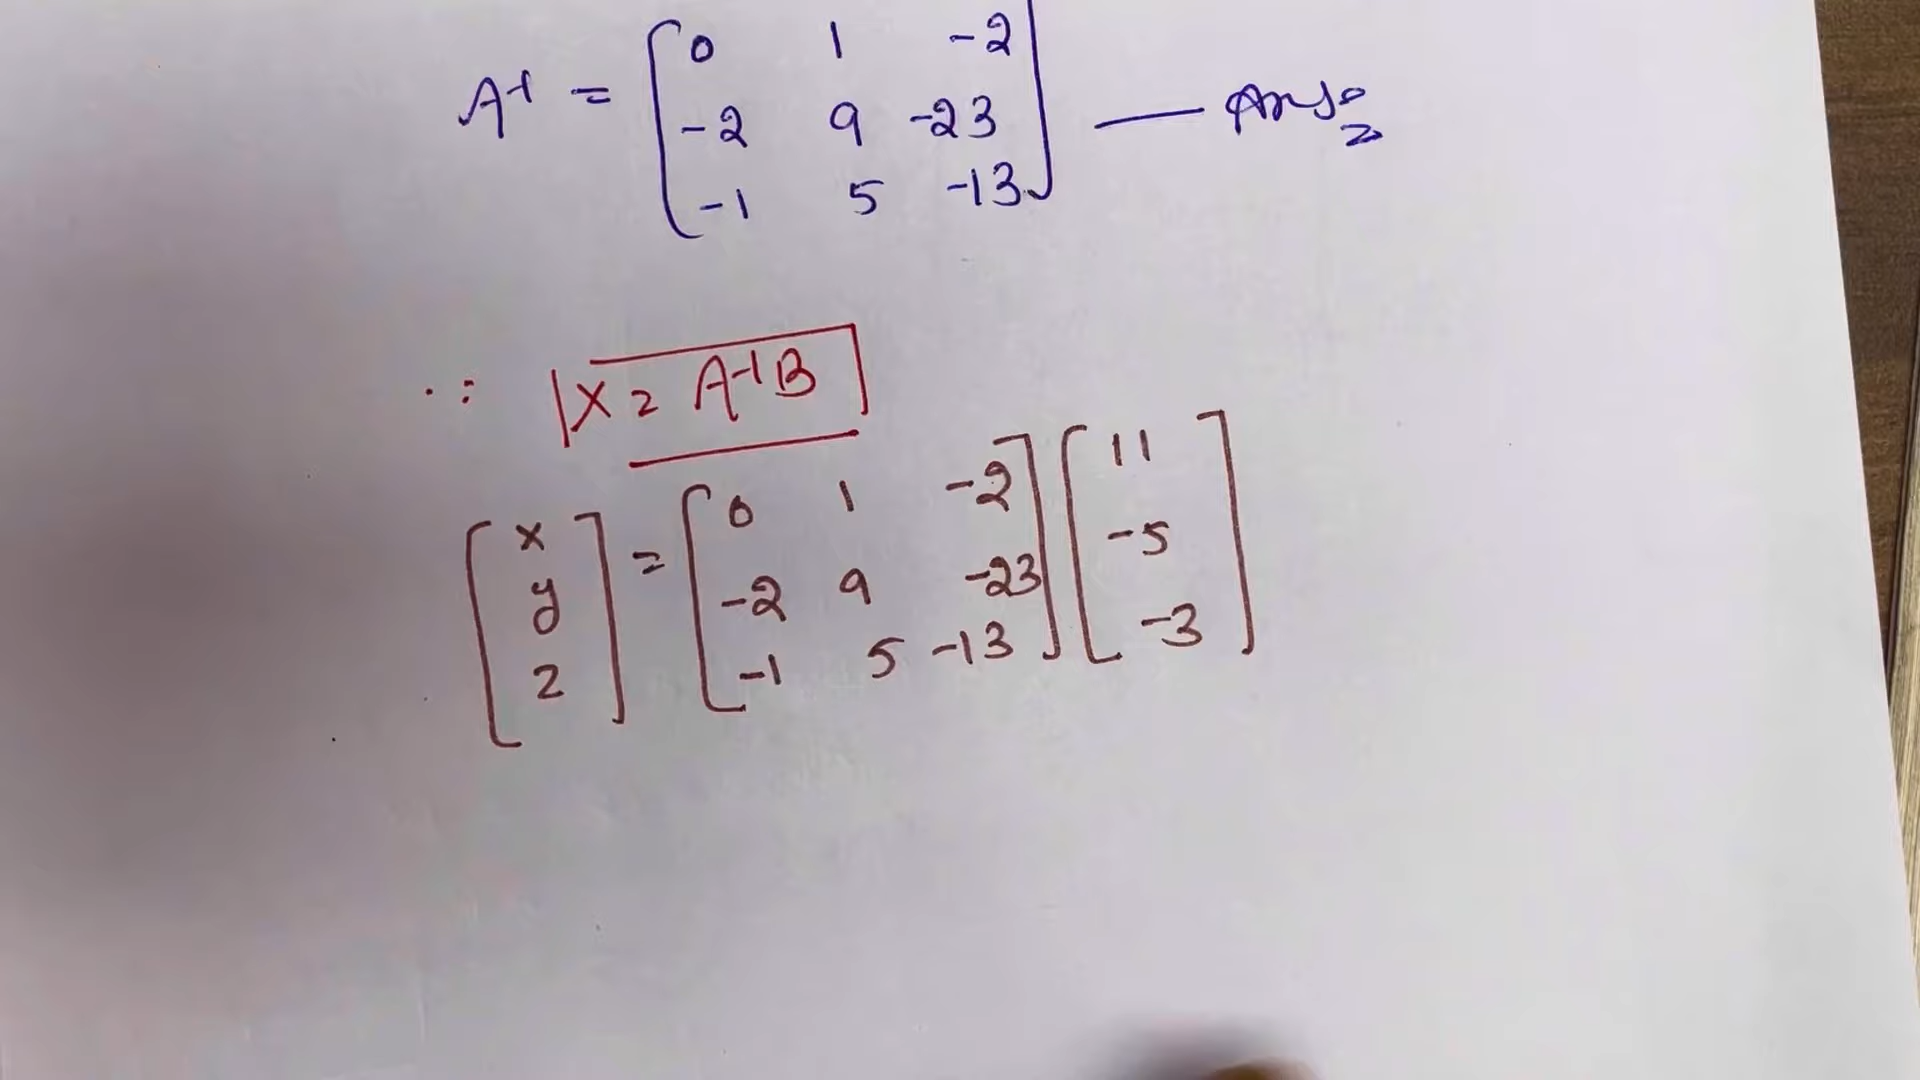 A⁻¹ = [0 1 -2
-2 9 -23 — Ans
-1 5 -13]
∵ X = A⁻¹B
[x y z] = [0 1 -2 [11
-2 9 -23 -5
-1 5 -13] -3]